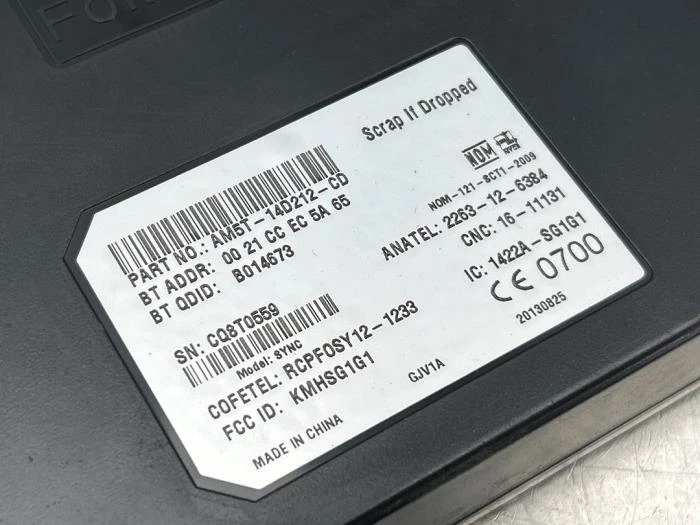 Scrap If Dropped
PART NO.: AM5T-14D212-CD
BT ADDR: 00 21 CC EC 5A 65
BT QDID: B014673
NOM NYCE
NOM-121-SCT1-2009
ANATEL: 2263-12-6384
CNC: 16-11131
IC: 1422A-SG1G1
CE 0700
20130825
SN: CQ8T0559
Model: SYNC
COFETEL: RCPFOSY12-1233
FCC ID: KMHSG1G1
GJV1A
MADE IN CHINA